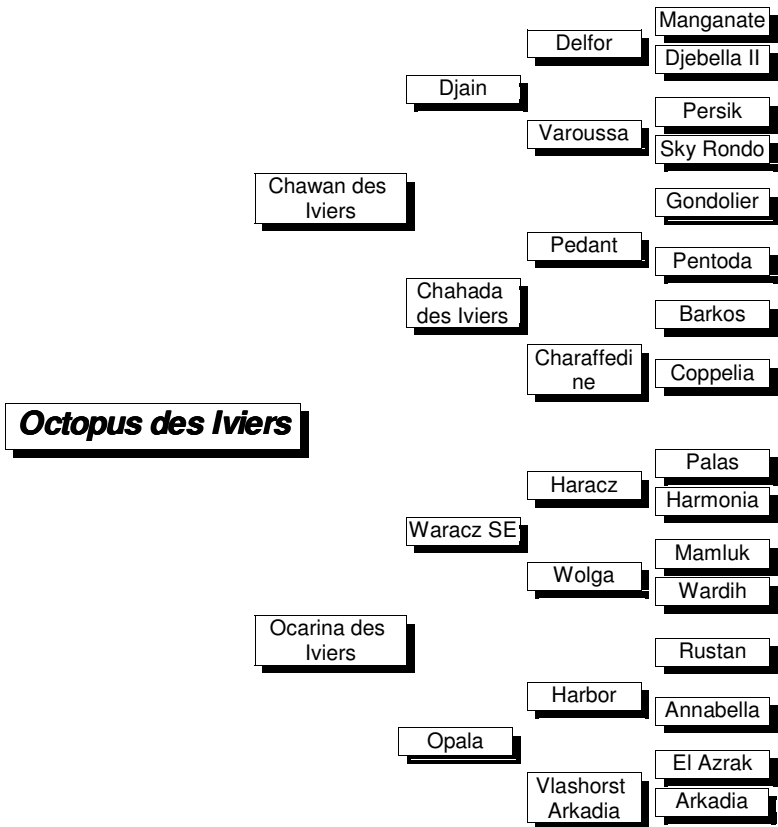 Manganate
Delfor
Djebella II
Djain
Persik
Varoussa
Sky Rondo
Chawan des
Iviers
Gondolier
Pedant
Pentoda
Chahada
des Iviers
Barkos
Charaffedi
ne
Coppelia
Octopus des Iviers
Palas
Haracz
Harmonia
Waracz SE
Mamluk
Wolga
Wardih
Ocarina des
Iviers
Rustan
Harbor
Annabella
Opala
El Azrak
Vlashorst
Arkadia
Arkadia